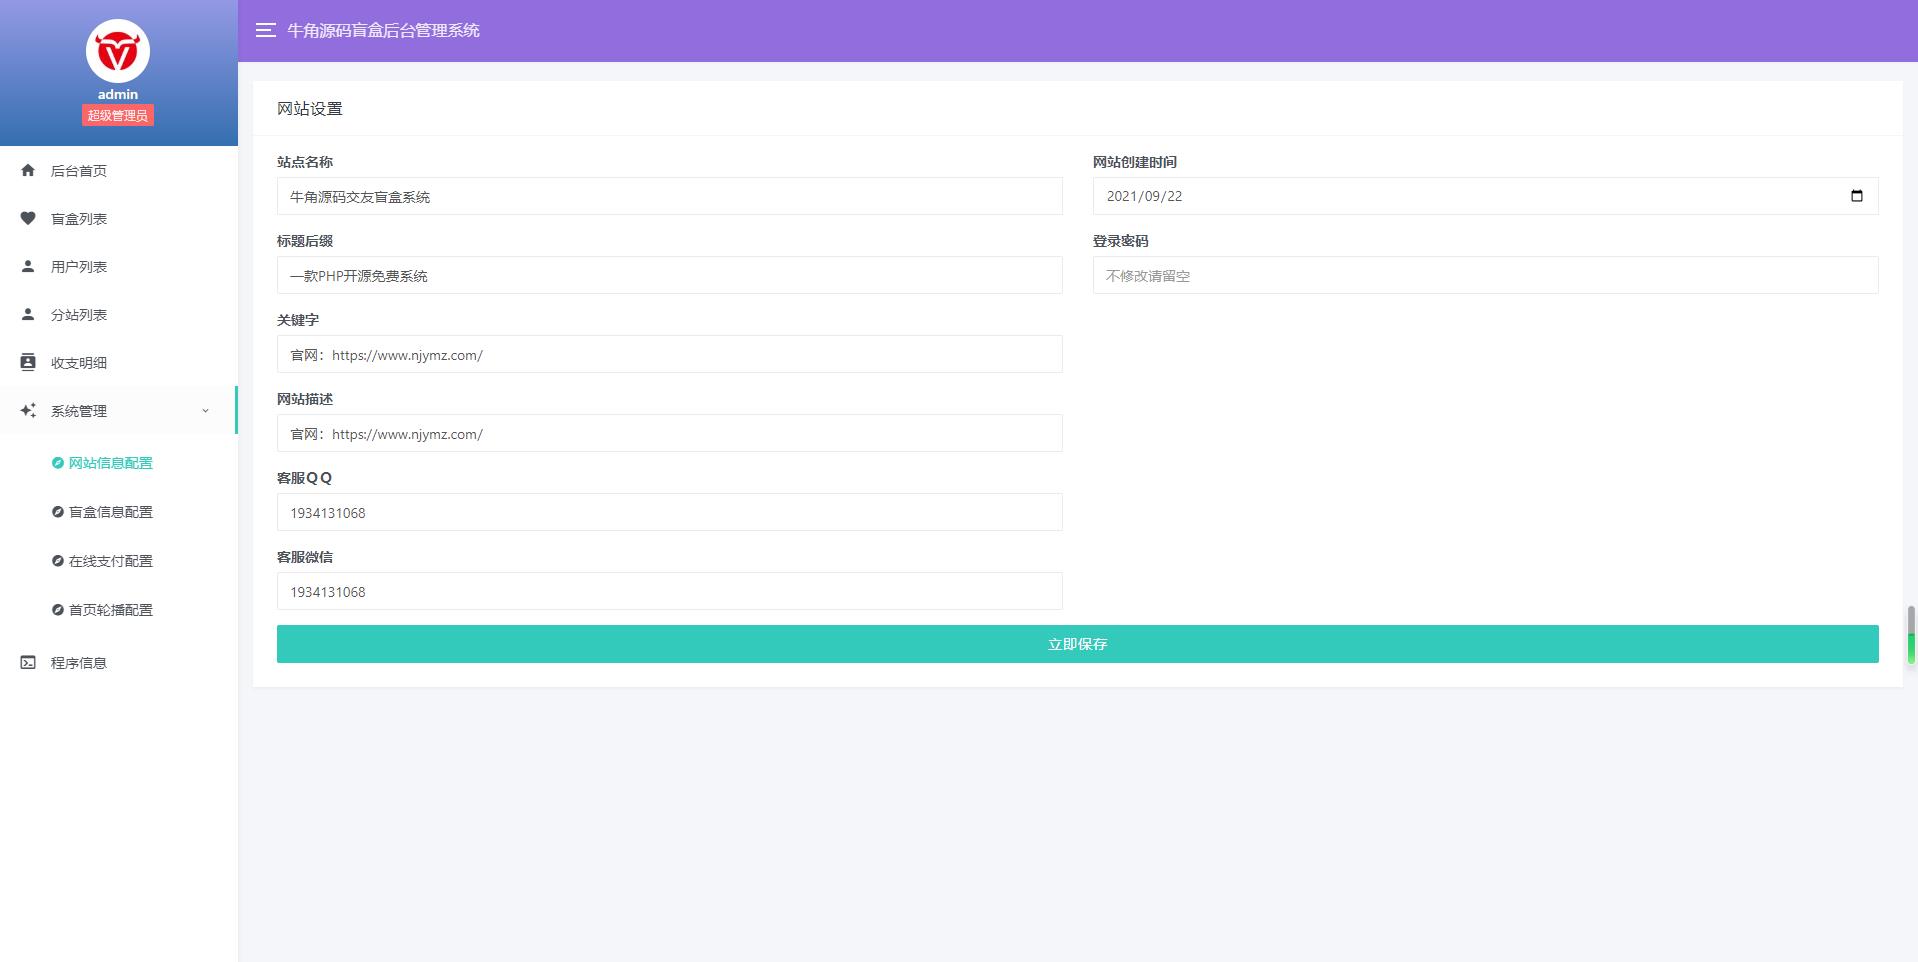 admin
超级管理员
后台首页
盲盒列表
用户列表
分站列表
收支明细
系统管理
网站信息配置
盲盒信息配置
在线支付配置
首页轮播配置
程序信息
牛角源码盲盒后台管理系统
网站设置
站点名称
牛角源码交友盲盒系统
标题后缀
一款PHP开源免费系统
关键字
官网：https://www.njymz.com/
网站描述
官网：https://www.njymz.com/
客服ＱＱ
1934131068
客服微信
1934131068
网站创建时间
2021/09/22
登录密码
不修改请留空
立即保存